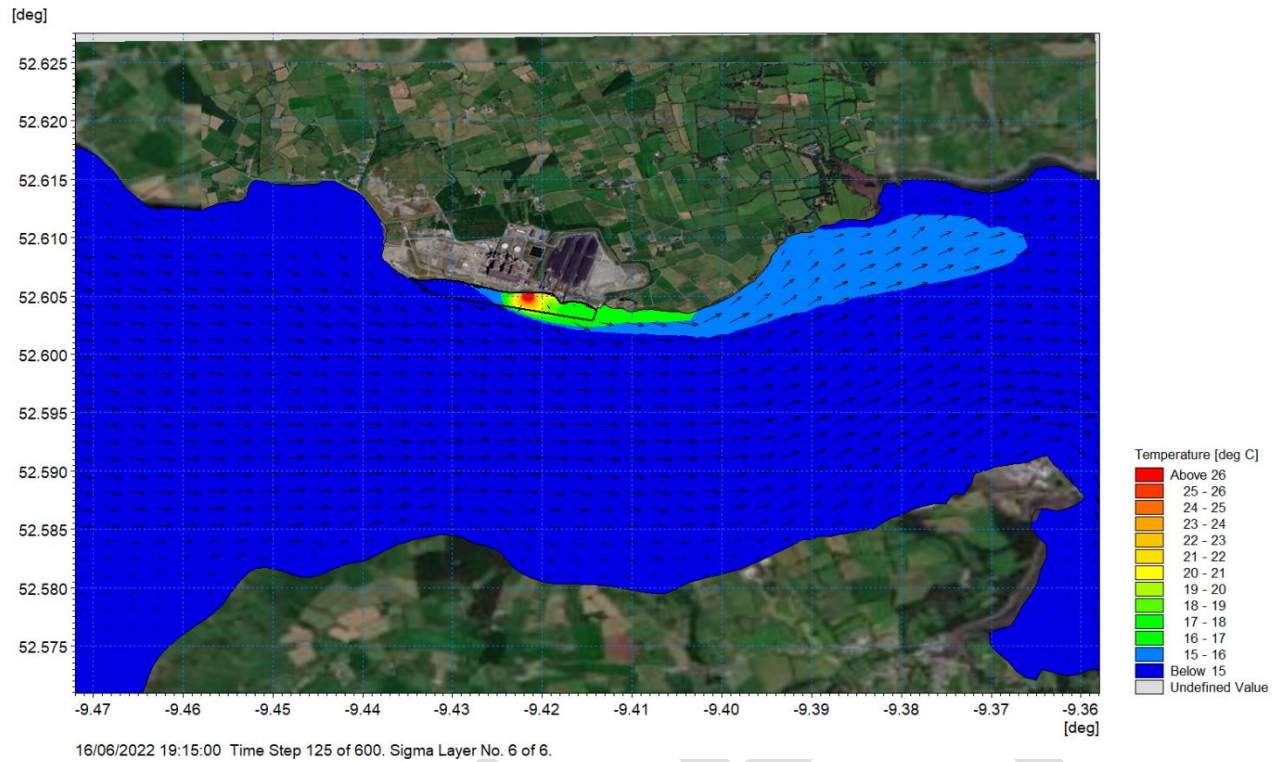 [deg]
52.625
52.620
52.615
52.610
52.605
52.600
52.595
52.590
52.585
52.580
52.575
-9.47 -9.46 -9.45 -9.44 -9.43 -9.42 -9.41 -9.40 -9.39 -9.38 -9.37 -9.36
[deg]
Temperature [deg C]
Above 26
25 - 26
24 - 25
23 - 24
22 - 23
21 - 22
20 - 21
19 - 20
18 - 19
17 - 18
16 - 17
15 - 16
Below 15
Undefined Value
16/06/2022 19:15:00 Time Step 125 of 600. Sigma Layer No. 6 of 6.